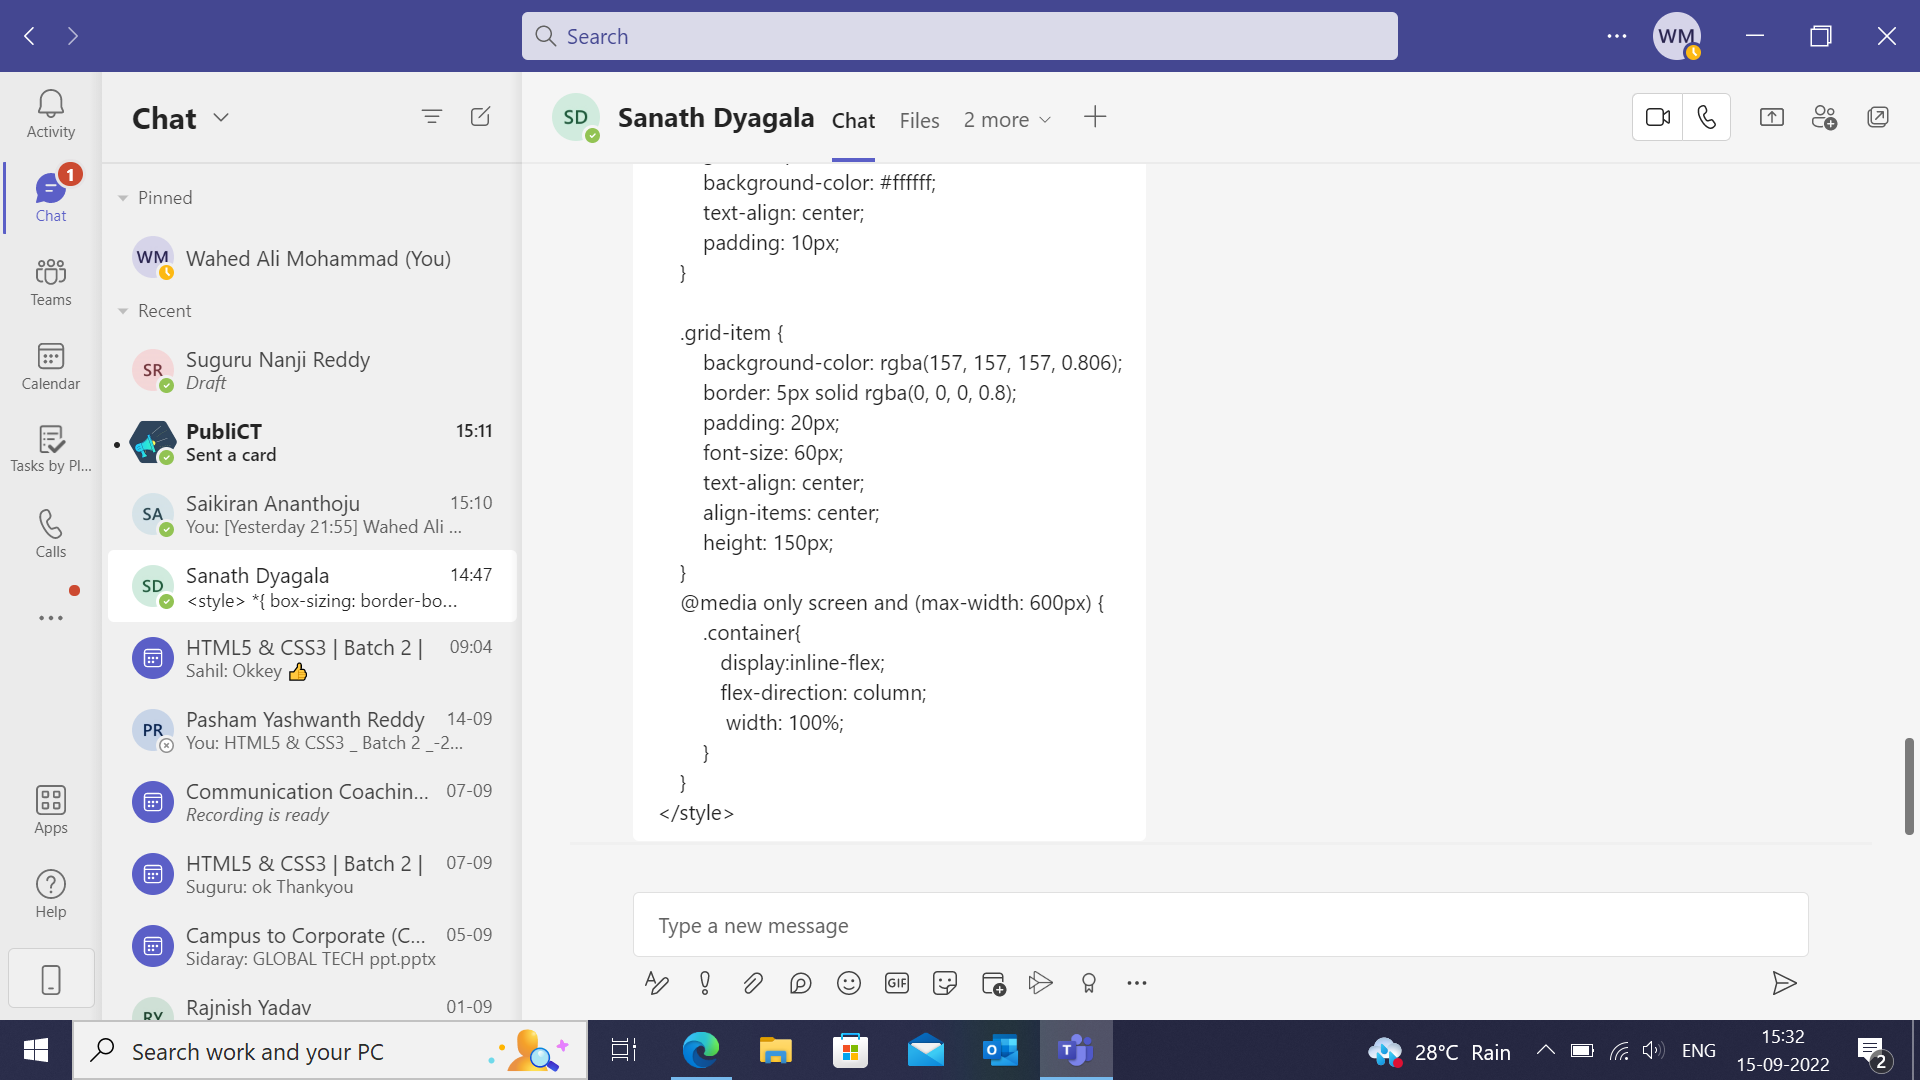 Search
WM
Activity
Chat
1
Teams
Calendar
Tasks by Pl...
Calls
Apps
Help
Chat
Pinned
WM
Wahed Ali Mohammad (You)
Recent
SR
Suguru Nanji Reddy
Draft
PubliCT
15:11
Sent a card
SA
Saikiran Ananthoju
15:10
You: [Yesterday 21:55] Wahed Ali ...
SD
Sanath Dyagala
14:47
<style> *{ box-sizing: border-bo...
HTML5 & CSS3 | Batch 2 |
09:04
Sahil: Okkey 👍
PR
Pasham Yashwanth Reddy
14-09
You: HTML5 & CSS3 _ Batch 2 _-2...
Communication Coachin...
07-09
Recording is ready
HTML5 & CSS3 | Batch 2 |
07-09
Suguru: ok Thankyou
Campus to Corporate (C...
05-09
Sidaray: GLOBAL TECH ppt.pptx
RY
Rajnish Yadav
01-09
SD
Sanath Dyagala
Chat
Files
2 more
background-color: #ffffff;
text-align: center;
padding: 10px;
}
.grid-item {
background-color: rgba(157, 157, 157, 0.806);
border: 5px solid rgba(0, 0, 0, 0.8);
padding: 20px;
font-size: 60px;
text-align: center;
align-items: center;
height: 150px;
}
@media only screen and (max-width: 600px) {
.container{
display:inline-flex;
flex-direction: column;
width: 100%;
}
}
</style>
Type a new message
GIF
Search work and your PC
28°C Rain
ENG
15:32
15-09-2022
2